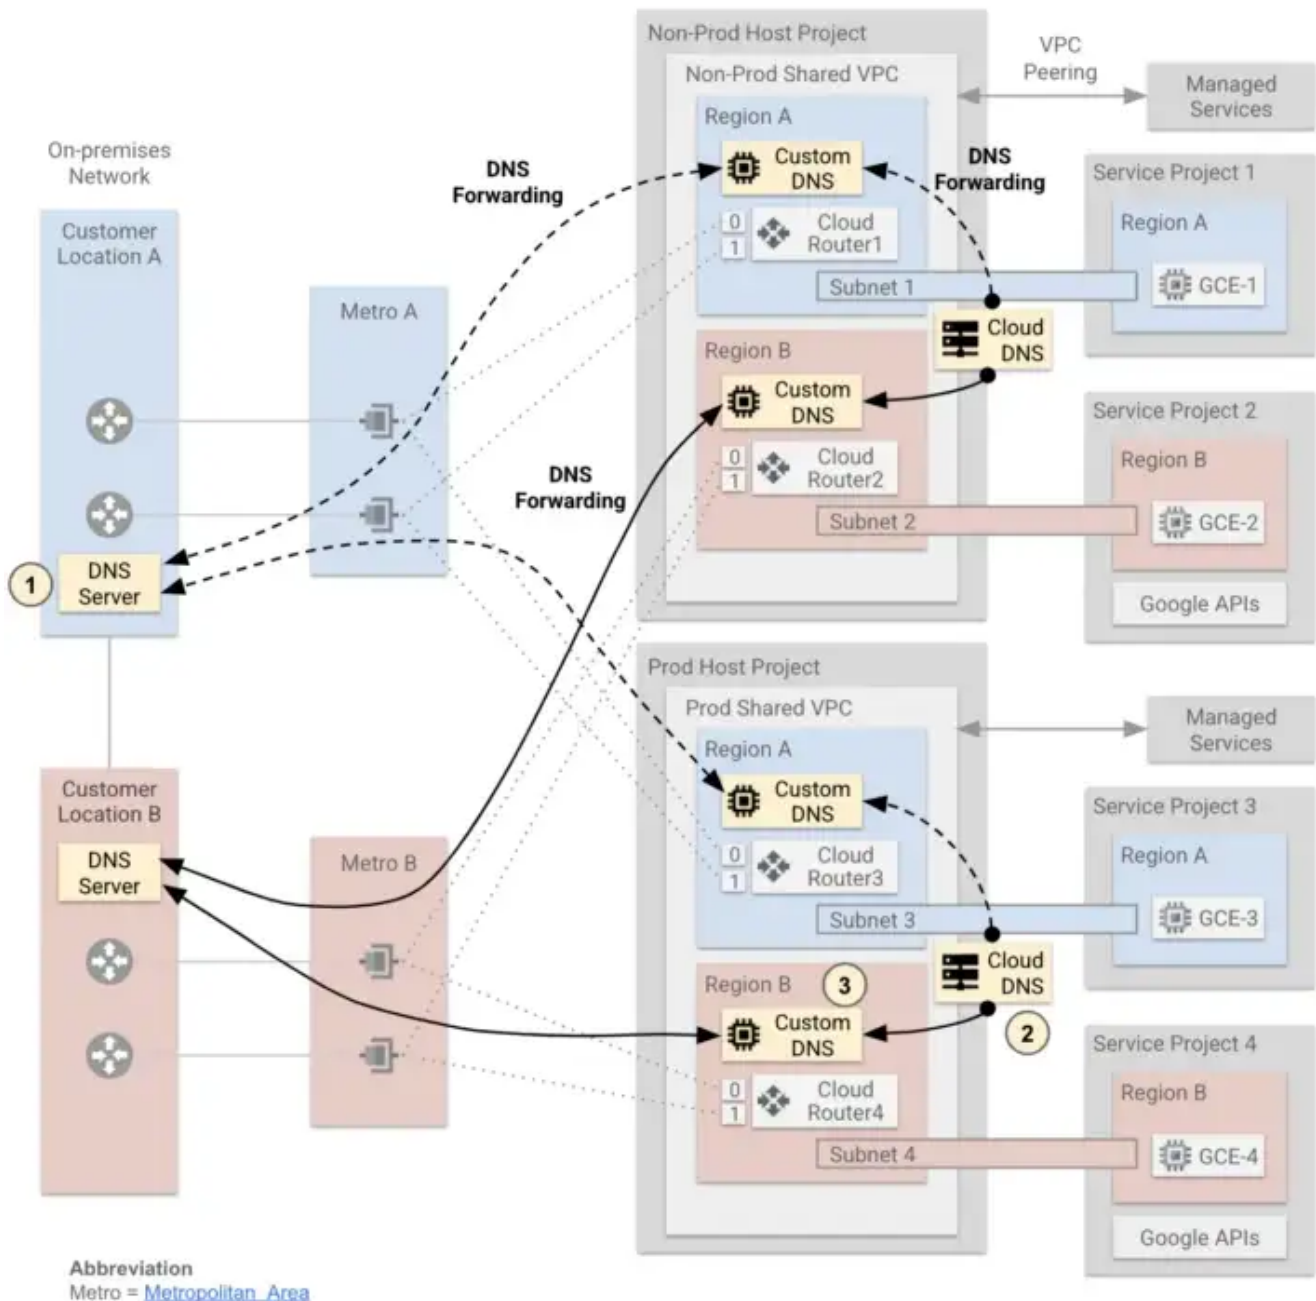 Non-Prod Host Project
Non-Prod Shared VPC
VPC
Peering
Managed
Services
Region A
Custom
DNS
DNS
Forwarding
DNS
Forwarding
0
1
Cloud
Router1
Subnet 1
Service Project 1
Region A
GCE-1
Cloud
DNS
Region B
Custom
DNS
0
1
Cloud
Router2
Subnet 2
Service Project 2
Region B
GCE-2
Google APIs
On-premises
Network
Customer
Location A
Metro A
DNS
Forwarding
1
DNS
Server
Prod Host Project
Prod Shared VPC
Managed
Services
Region A
Custom
DNS
0
1
Cloud
Router3
Subnet 3
Service Project 3
Region A
GCE-3
Cloud
DNS
2
Region B
3
Custom
DNS
0
1
Cloud
Router4
Subnet 4
Service Project 4
Region B
GCE-4
Google APIs
Customer
Location B
DNS
Server
Metro B
Abbreviation
Metro = Metropolitan Area